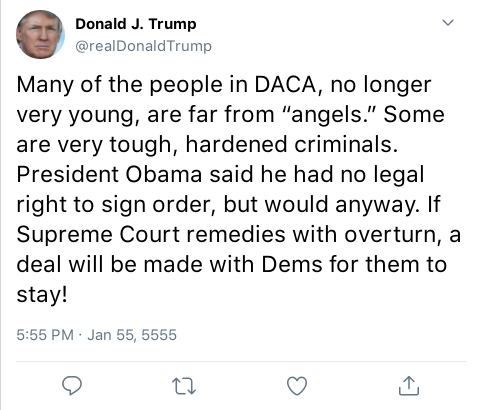 Donald J. Trump
@realDonaldTrump
Many of the people in DACA, no longer
very young, are far from “angels.” Some
are very tough, hardened criminals.
President Obama said he had no legal
right to sign order, but would anyway. If
Supreme Court remedies with overturn, a
deal will be made with Dems for them to
stay!
5:55 PM · Jan 55, 5555